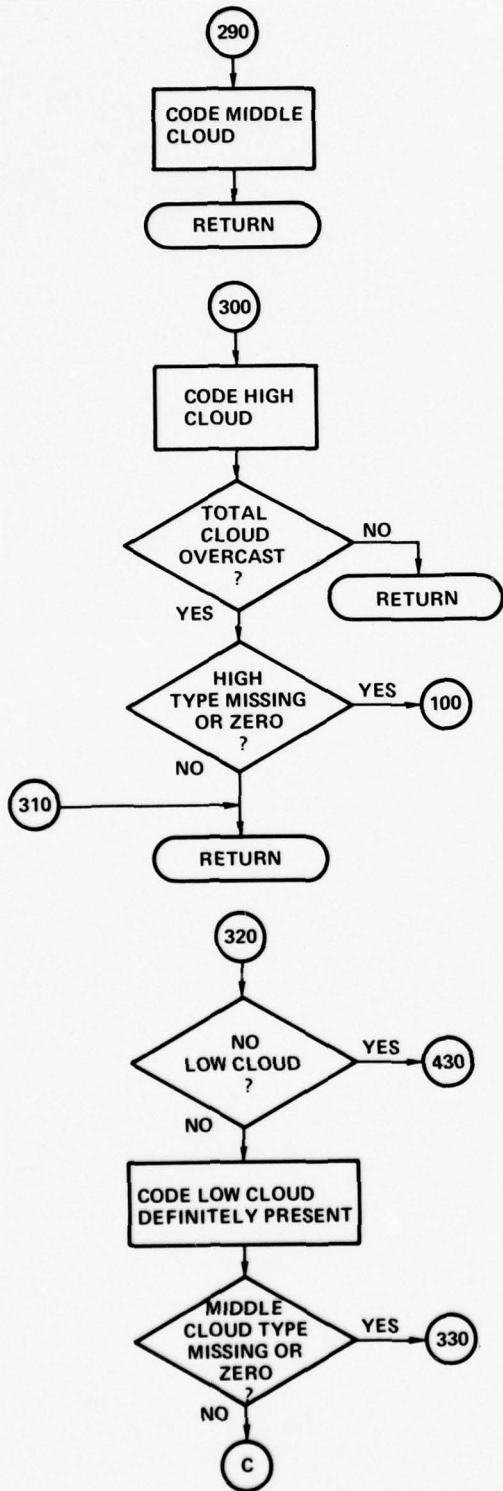 290
CODE MIDDLE
CLOUD
RETURN
300
CODE HIGH
CLOUD
TOTAL
CLOUD
OVERCAST
?
NO
RETURN
YES
HIGH
TYPE MISSING
OR ZERO
?
YES
100
NO
310
RETURN
320
NO
LOW CLOUD
?
YES
430
NO
CODE LOW CLOUD
DEFINITELY PRESENT
MIDDLE
CLOUD TYPE
MISSING OR
ZERO
?
YES
330
NO
C